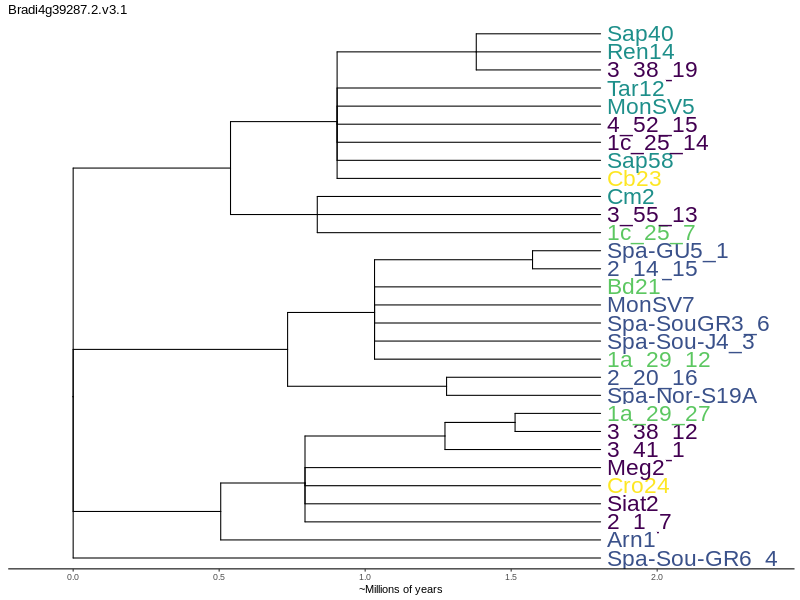 Bradi4g39287.2.v3.1
Sap40
Ren14
3_38_19
Tar12
MonSV5
4_52_15
1c_25_14
Sap58
Cb23
Cm2
3_55_13
1c_25_7
Spa-GU5_1
2_14_15
Bd21
MonSV7
Spa-SouGR3_6
Spa-Sou-J4_3
1a_29_12
2_20_16
Spa-Nor-S19A
1a_29_27
3_38_12
3_41_1
Meg2
Cro24
Siat2
2_1_7
Arn1
Spa-Sou-GR6_4
0.0 0.5 1.0 1.5 2.0
~Millions of years